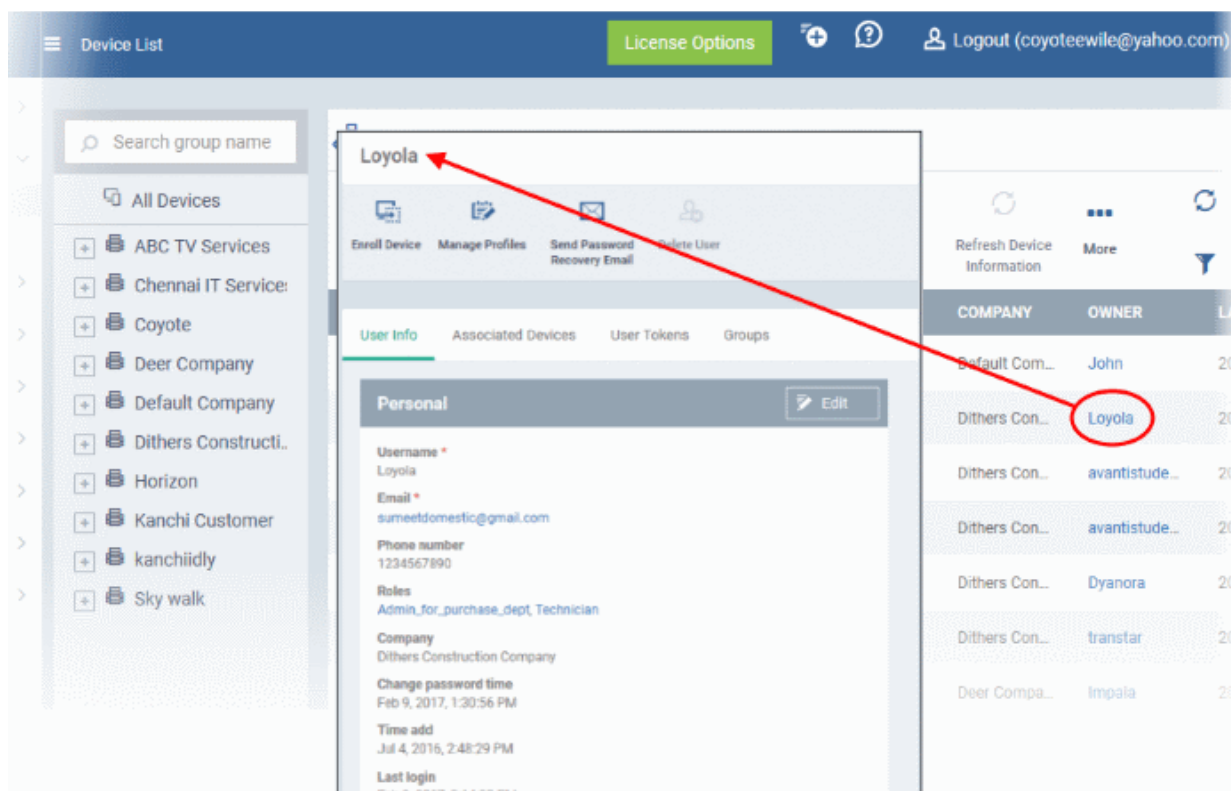 Device List
License Options
Logout (coyoteewile@yahoo.com)
Search group name
All Devices
ABC TV Services
Chennai IT Service
Coyote
Deer Company
Default Company
Dithers Constructi..
Horizon
Kanchi Customer
kanchiidly
Sky walk
Loyola
Enroll Device
Manage Profiles
Send Password
Recovery Email
Delete User
User Info
Associated Devices
User Tokens
Groups
Personal
Edit
Username *
Loyola
Email *
sumeetdomestic@gmail.com
Phone number
1234567890
Roles
Admin_for_purchase_dept, Technician
Company
Dithers Construction Company
Change password time
Feb 9, 2017, 1:30:56 PM
Time add
Jul 4, 2016, 2:48:29 PM
Last login
Refresh Device
Information
More
COMPANY OWNER
Default Com... John
Dithers Con... Loyola
Dithers Con... avantistude...
Dithers Con... avantistude...
Dithers Con... Dyanora
Dithers Con... transtar
Deer Compa... Impala